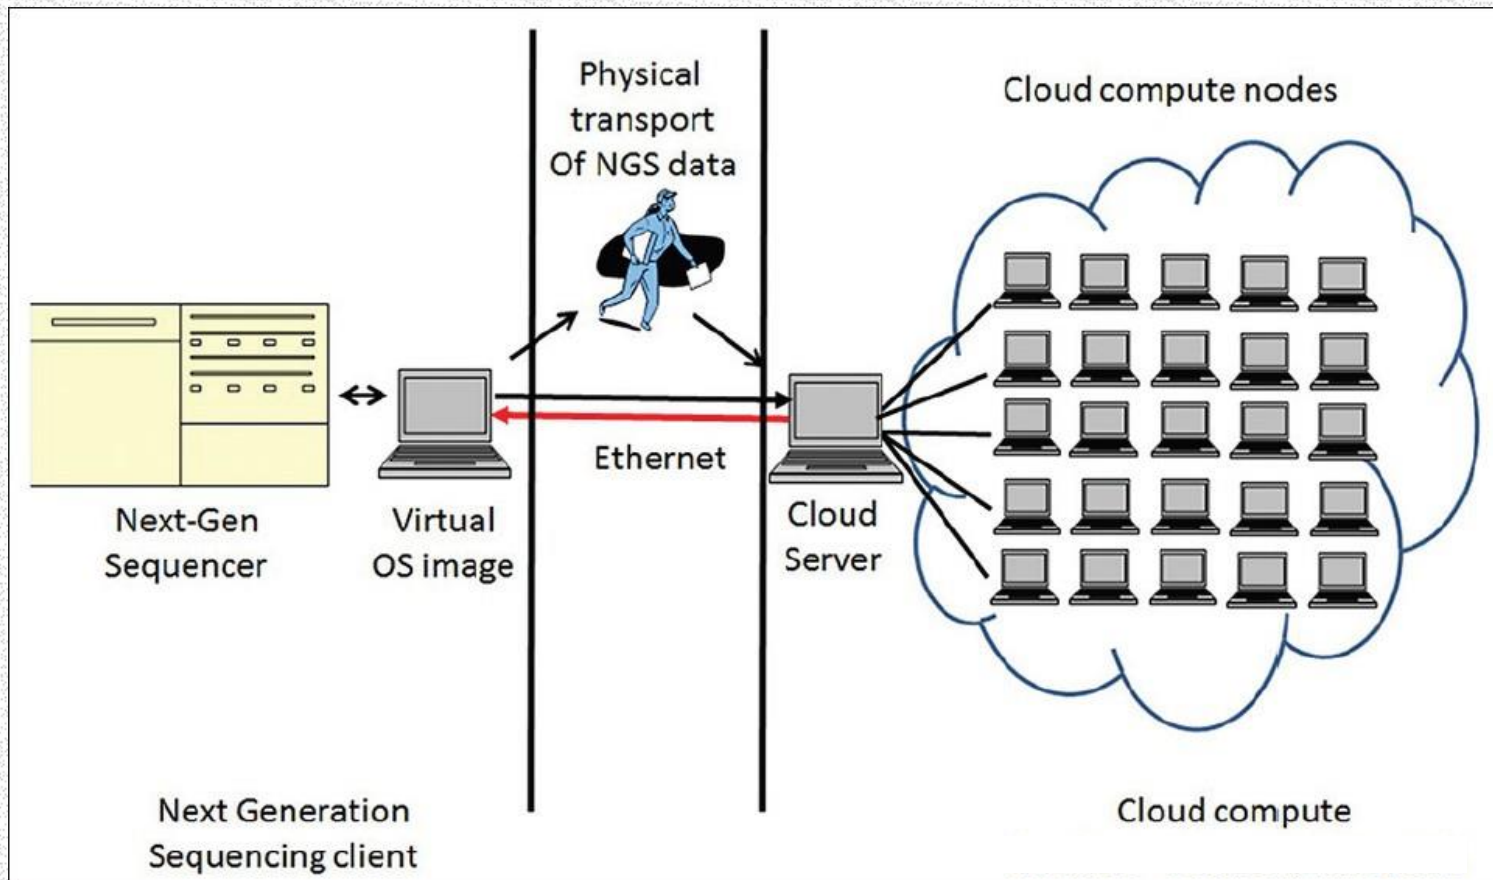 Physical
transport
Of NGS data
Cloud compute nodes
Ethernet
Next-Gen
Sequencer
Virtual
OS image
Cloud
Server
Next Generation
Sequencing client
Cloud compute